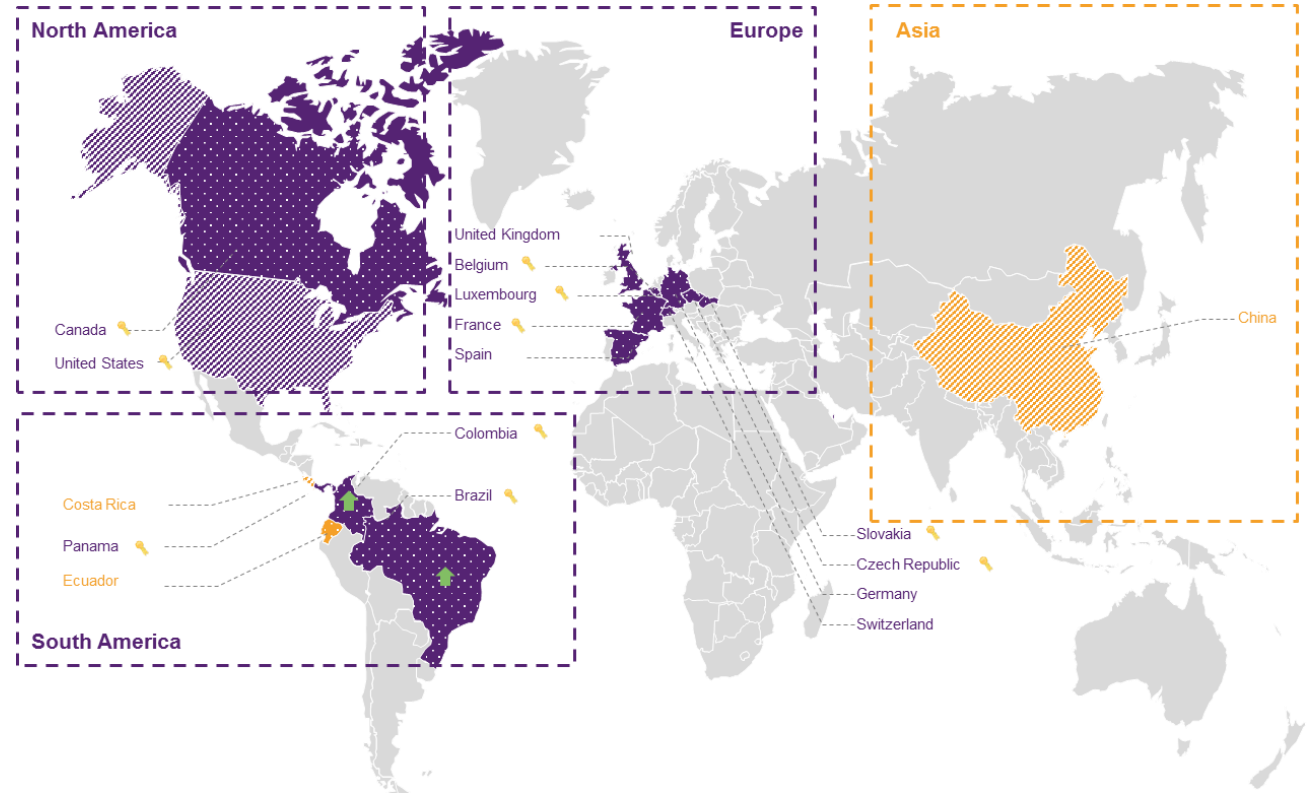 North America
Europe
Asia
United Kingdom
Belgium
Luxembourg
France
Spain
Canada
United States
China
Colombia
Brazil
Costa Rica
Panama
Ecuador
South America
Slovakia
Czech Republic
Germany
Switzerland